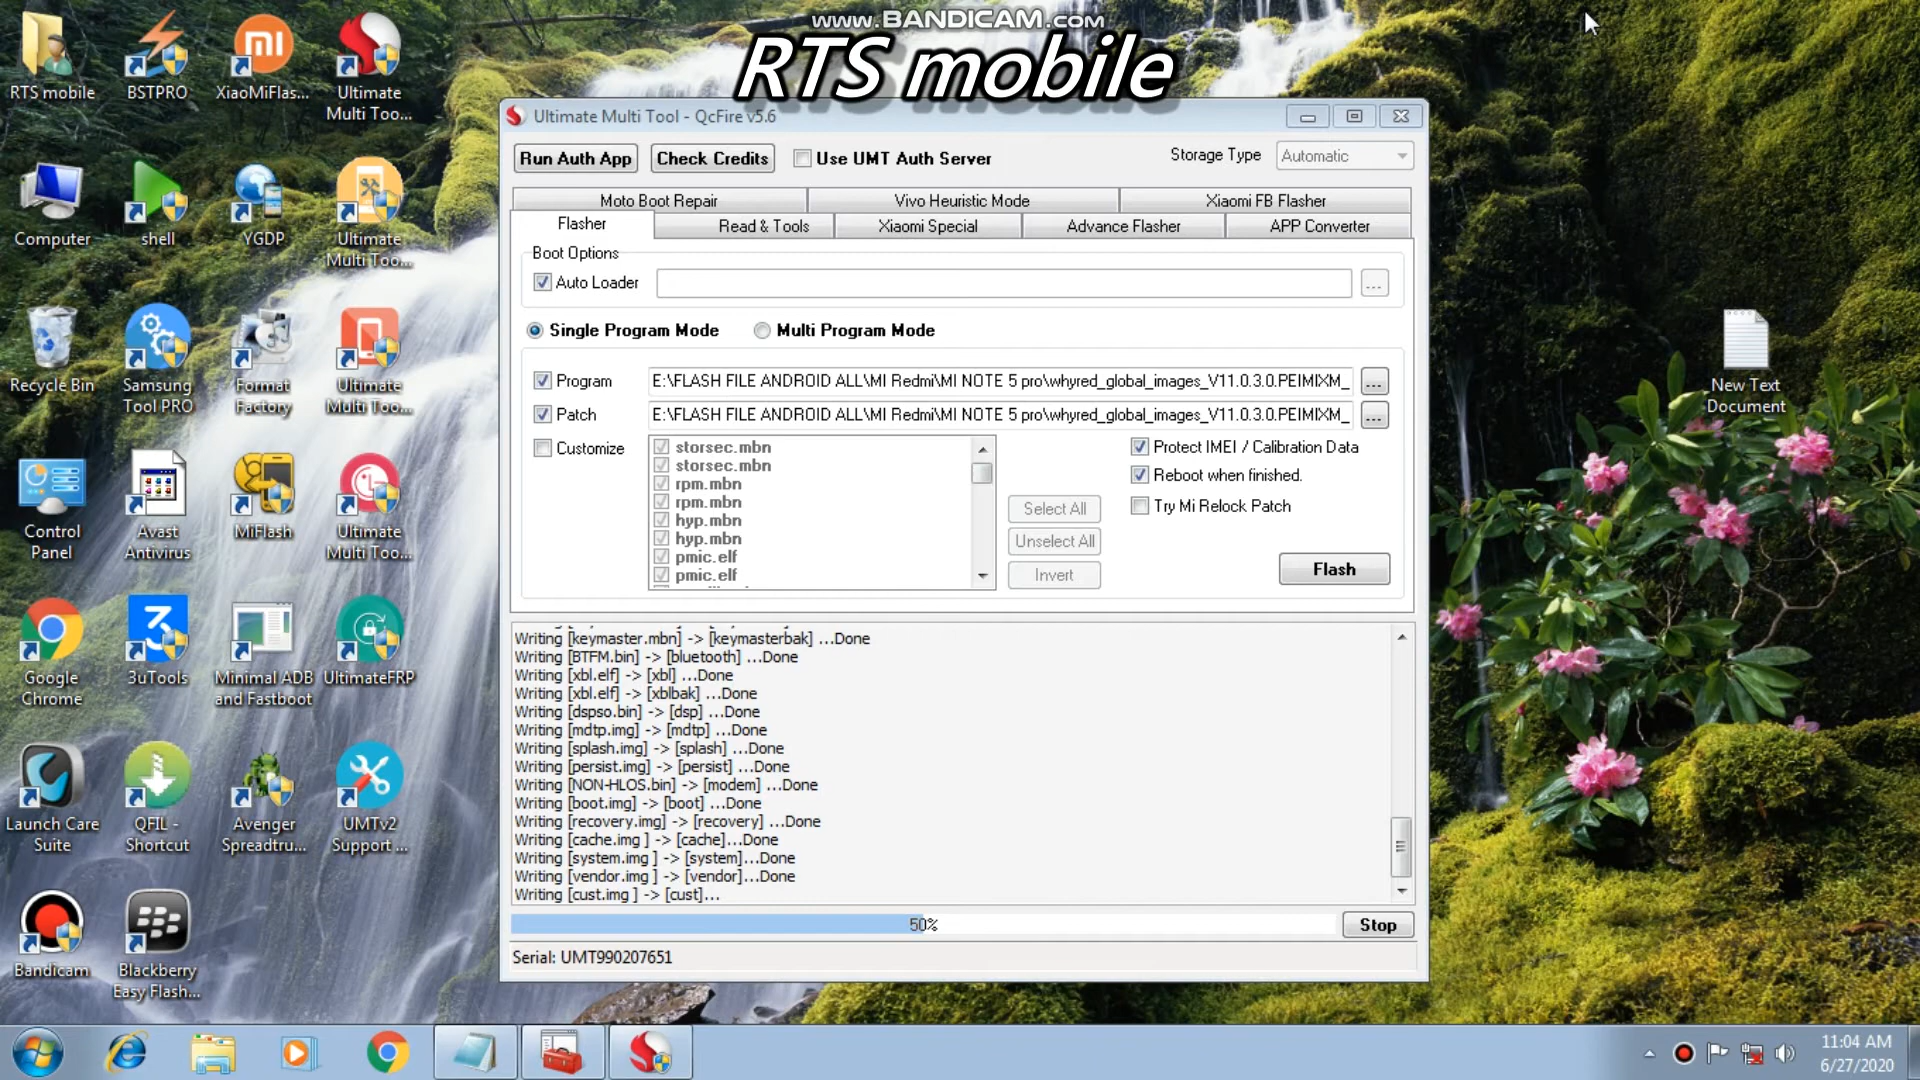 www.BANDICAM.com
RTS mobile
RTS mobile
BSTPRO
XiaoMiFlas...
Ultimate
Multi Too...
Computer
shell
YGDP
Ultimate
Multi Too...
Recycle Bin
Samsung
Tool PRO
Format
Factory
Ultimate
Multi Too...
Control
Panel
Avast
Antivirus
MiFlash
Ultimate
Multi Too...
Google
Chrome
3uTools
Minimal ADB
and Fastboot
UltimateFRP
Launch Care
Suite
QFIL -
Shortcut
Avenger
Spreadtru...
UMTv2
Support ...
Bandicam
Blackberry
Easy Flash...
New Text
Document
Ultimate Multi Tool - QcFire v5.6
Run Auth App
Check Credits
Use UMT Auth Server
Storage Type
Automatic
Moto Boot Repair
Vivo Heuristic Mode
Xiaomi FB Flasher
Flasher
Read & Tools
Xiaomi Special
Advance Flasher
APP Converter
Boot Options
Auto Loader
...
Single Program Mode
Multi Program Mode
Program
E:\FLASH FILE ANDROID ALL\MI Redmi\MI NOTE 5 pro\whyred_global_images_V11.0.3.0.PEIMIXM_
...
Patch
E:\FLASH FILE ANDROID ALL\MI Redmi\MI NOTE 5 pro\whyred_global_images_V11.0.3.0.PEIMIXM_
...
Customize
storsec.mbn
storsec.mbn
rpm.mbn
rpm.mbn
hyp.mbn
hyp.mbn
pmic.elf
pmic.elf
Select All
Unselect All
Invert
Protect IMEI / Calibration Data
Reboot when finished.
Try Mi Relock Patch
Flash
Writing [keymaster.mbn] -> [keymasterbak] ...Done
Writing [BTFM.bin] -> [bluetooth] ...Done
Writing [xbl.elf] -> [xbl] ...Done
Writing [xbl.elf] -> [xblbak] ...Done
Writing [dspso.bin] -> [dsp] ...Done
Writing [mdtp.img] -> [mdtp] ...Done
Writing [splash.img] -> [splash] ...Done
Writing [persist.img] -> [persist] ...Done
Writing [NON-HLOS.bin] -> [modem] ...Done
Writing [boot.img] -> [boot] ...Done
Writing [recovery.img] -> [recovery] ...Done
Writing [cache.img ] -> [cache]...Done
Writing [system.img ] -> [system]...Done
Writing [vendor.img ] -> [vendor]...Done
Writing [cust.img ] -> [cust]...
50%
Stop
Serial: UMT990207651
11:04 AM
6/27/2020